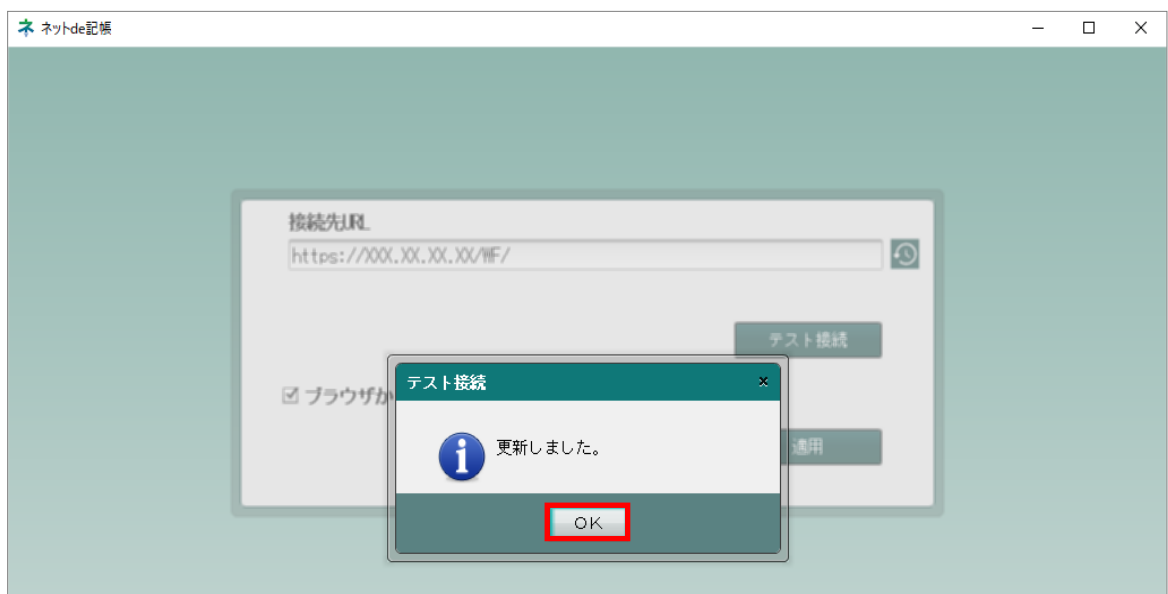 ネットde記帳
接続先URL
https://XXX.XX.XX.XX/WF/
テスト接続
テスト接続
ブラウザか
更新しました。
適用
OK